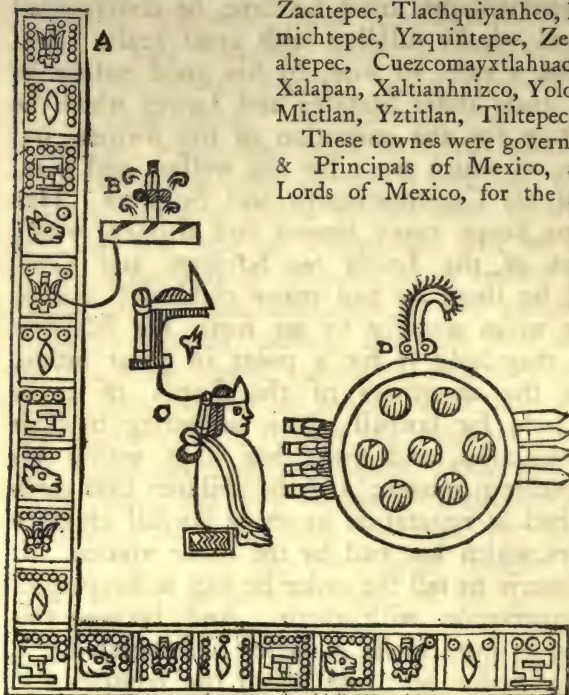 Zacatepec, Tlachquiyanhco,
michtepec, Yzquintepec, Ze
altepec, Cuezcomayxtlahuac
Xalapan, Xaltianhnizco, Yolo
Mictlan, Yztitlan, Tliltepec
These townes were govern
& Principals of Mexico,
Lords of Mexico, for the
A
B
D